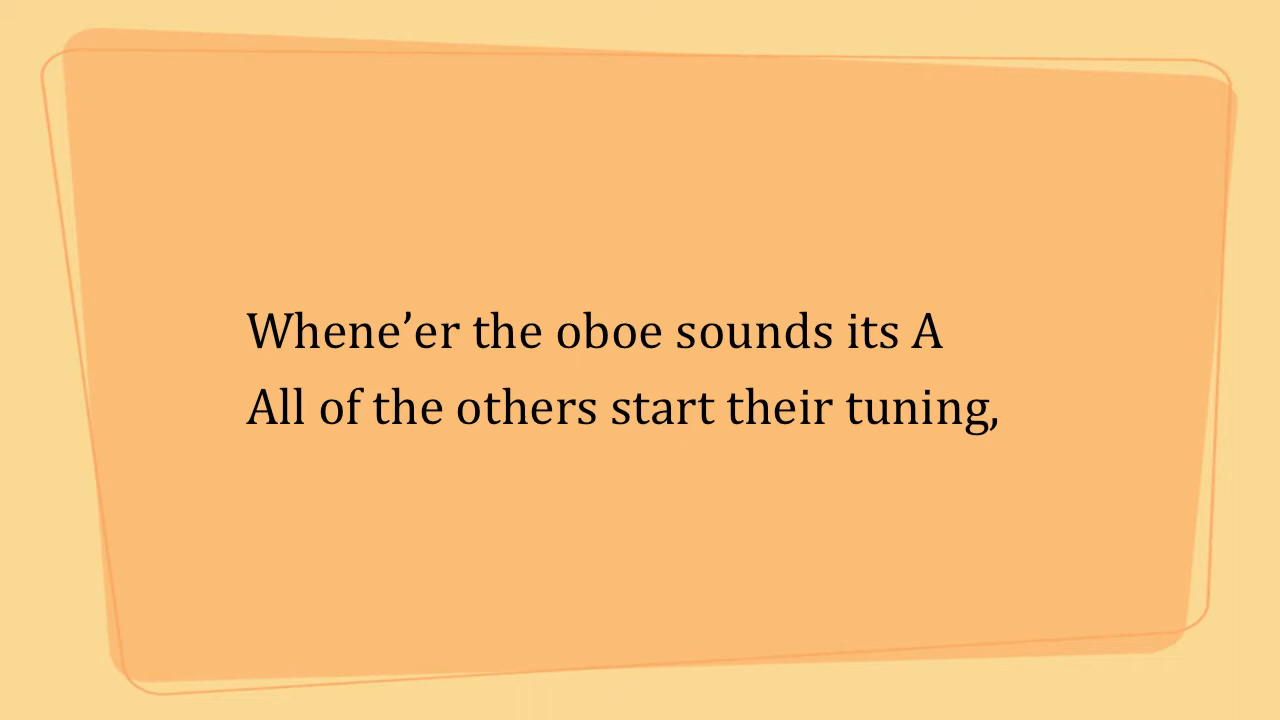 Whene’er the oboe sounds its A
All of the others start their tuning,